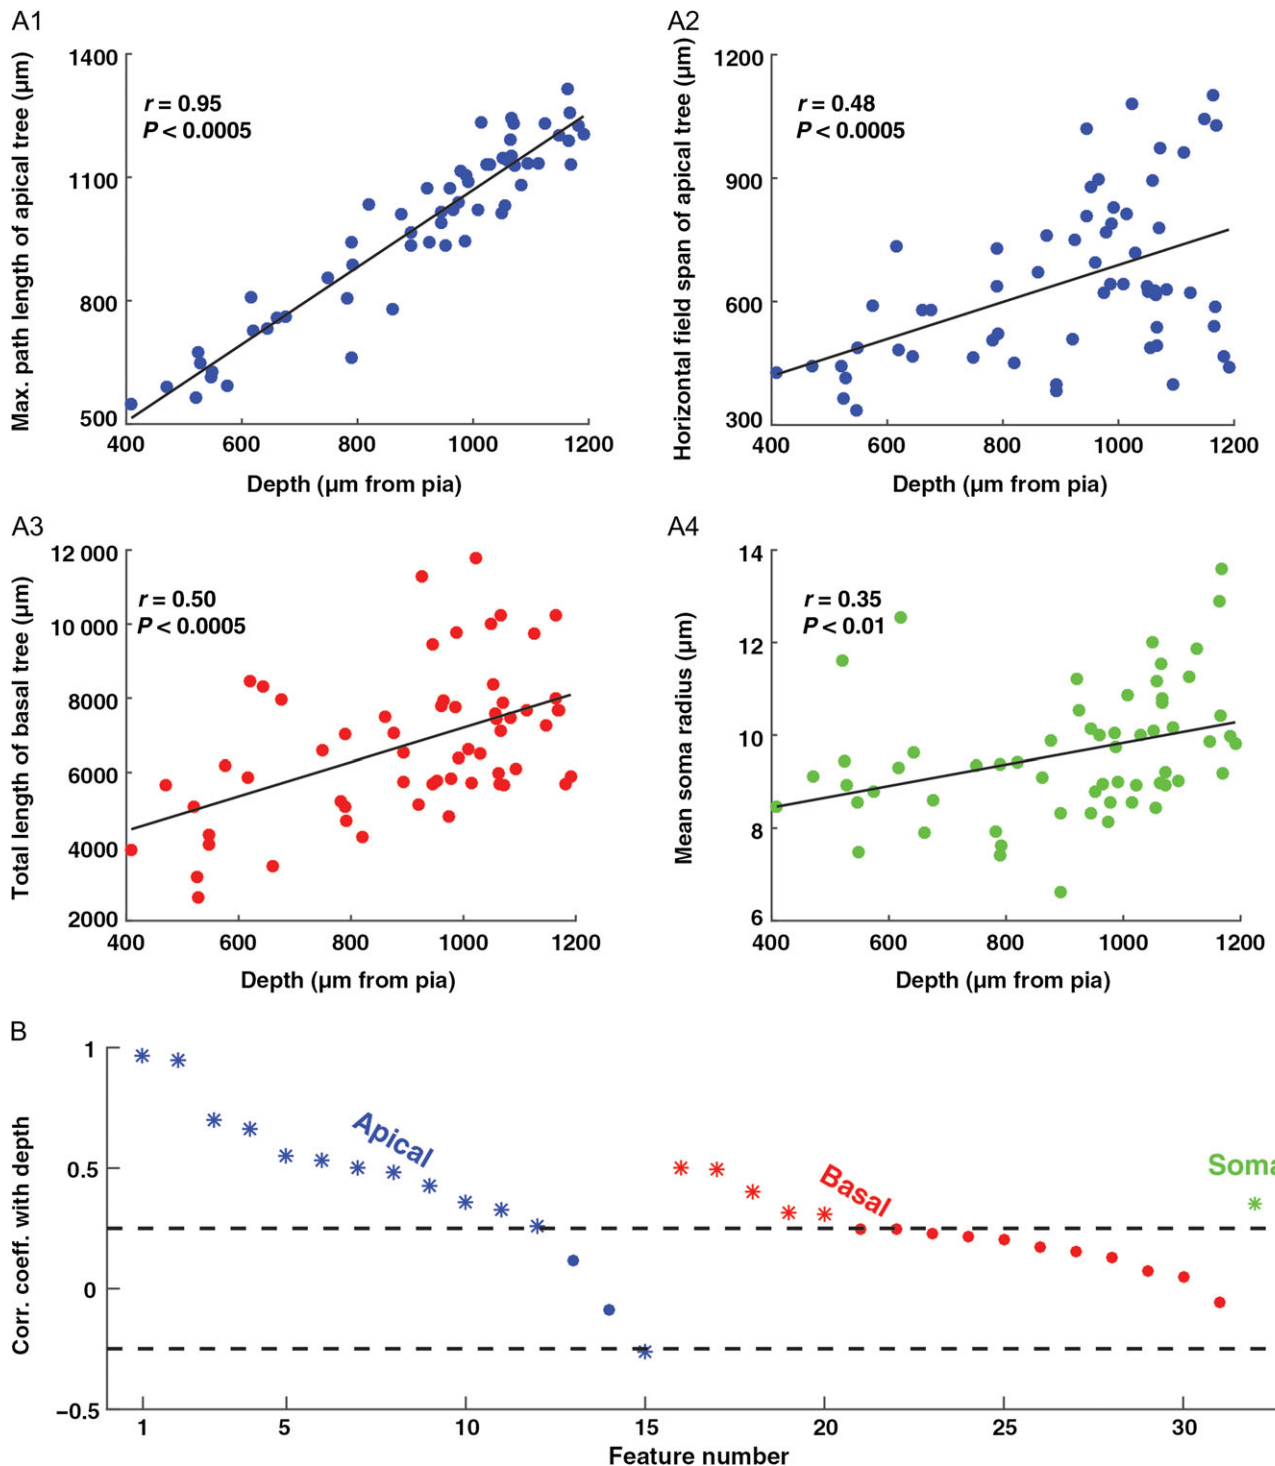 A1
Max. path length of apical tree (µm)
1400
1100
800
500
r = 0.95
P < 0.0005
400 600 800 1000 1200
Depth (µm from pia)
A2
Horizontal field span of apical tree (µm)
1200
900
600
300
r = 0.48
P < 0.0005
400 600 800 1000 1200
Depth (µm from pia)
A3
Total length of basal tree (µm)
12 000
10 000
8000
6000
4000
2000
r = 0.50
P < 0.0005
400 600 800 1000 1200
Depth (µm from pia)
A4
Mean soma radius (µm)
14
12
10
8
6
r = 0.35
P < 0.01
400 600 800 1000 1200
Depth (µm from pia)
B
Corr. coeff. with depth
1
0.5
0
−0.5
Apical
Basal
Soma
1 5 10 15 20 25 30
Feature number